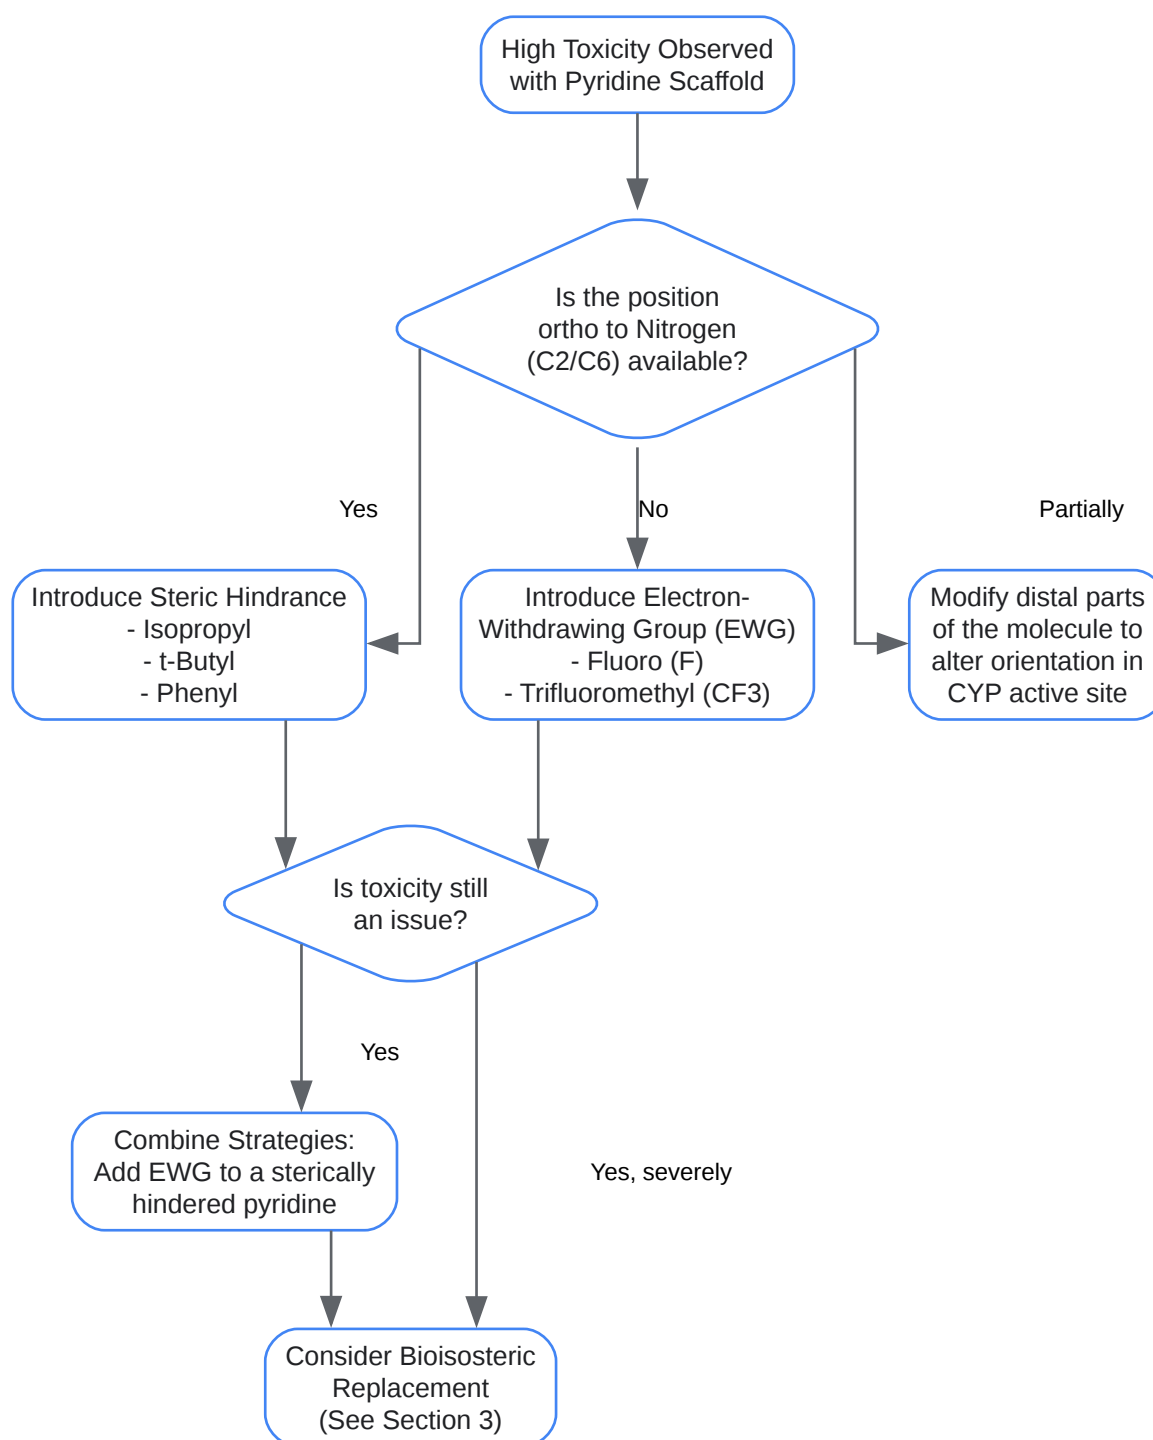 High Toxicity Observed
with Pyridine Scaffold
Is the position
ortho to Nitrogen
(C2/C6) available?
Yes
No
Partially
Introduce Steric Hindrance
- Isopropyl
- t-Butyl
- Phenyl
Introduce Electron-
Withdrawing Group (EWG)
- Fluoro (F)
- Trifluoromethyl (CF3)
Modify distal parts
of the molecule to
alter orientation in
CYP active site
Is toxicity still
an issue?
Yes
Yes, severely
Combine Strategies:
Add EWG to a sterically
hindered pyridine
Consider Bioisosteric
Replacement
(See Section 3)